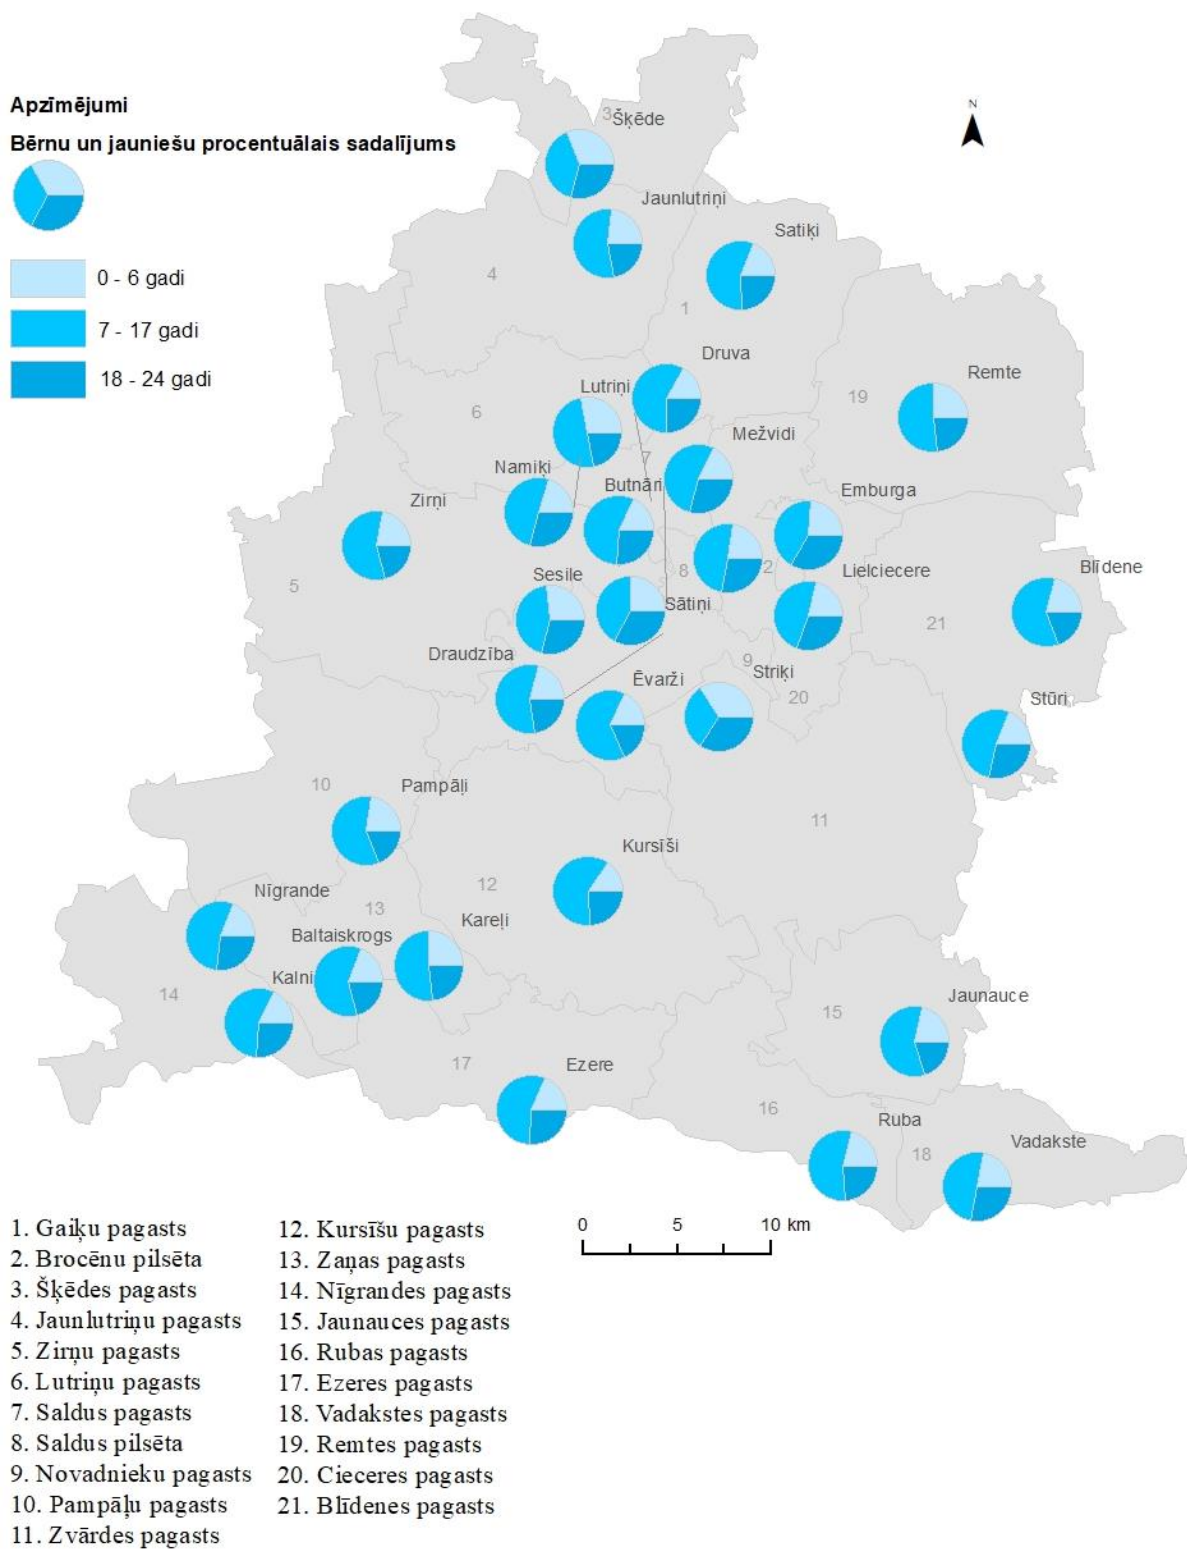 Apzīmējumi
Bērnu un jauniešu procentuālais sadalījums
0 - 6 gadi
7 - 17 gadi
18 - 24 gadi
N
3
Šķēde
Jaunlutriņi
Satiķi
4
1
Druva
Remte
Lutriņi
19
6
Mežvidi
7
Namiķi
Butnāri
Emburga
Zirņi
Blīdene
8
2
Lielciecere
Sesile
5
Sātiņi
21
Draudzība
Ēvarži
9
Striķi
20
Stūri
10
Pampāļi
11
Kursīši
12
Nīgrande
13
Kareļi
Baltaiskrogs
Kalni
14
Jaunauce
15
17
Ezere
16
Ruba
18
Vadakste
0 5 10 km
1. Gaiķu pagasts
2. Brocēnu pilsēta
3. Šķēdes pagasts
4. Jaunlutriņu pagasts
5. Zirņu pagasts
6. Lutriņu pagasts
7. Saldus pagasts
8. Saldus pilsēta
9. Novadnieku pagasts
10. Pampāļu pagasts
11. Zvārdes pagasts
12. Kursīšu pagasts
13. Zaņas pagasts
14. Nīgrandes pagasts
15. Jaunauces pagasts
16. Rubas pagasts
17. Ezeres pagasts
18. Vadakstes pagasts
19. Remtes pagasts
20. Cieceres pagasts
21. Blīdenes pagasts